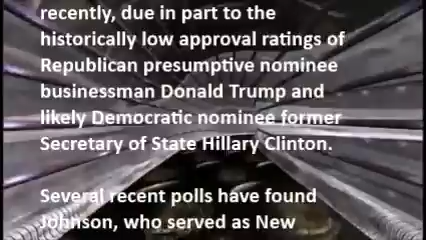 recently, due in part to the
historically low approval ratings of
Republican presumptive nominee
businessman Donald Trump and
likely Democratic nominee former
Secretary of State Hillary Clinton.
Several recent polls have found
Johnson, who served as New